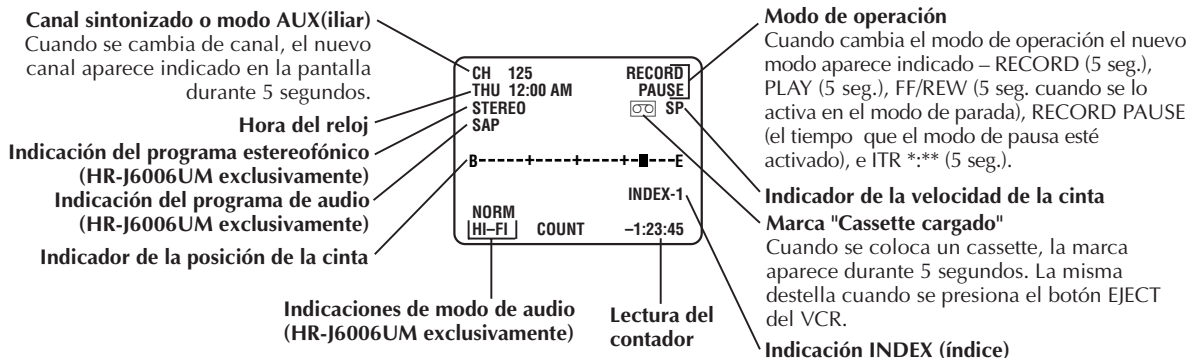 Canal sintonizado o modo AUX(iliar)
Cuando se cambia de canal, el nuevo
canal aparece indicado en la pantalla
durante 5 segundos.
Hora del reloj
Indicación del programa estereofónico
(HR-J6006UM exclusivamente)
Indicación del programa de audio
(HR-J6006UM exclusivamente)
Indicador de la posición de la cinta
CH 125 RECORD
THU 12:00 AM PAUSE
STEREO SP
SAP
B----+----+----+-■---E
INDEX-1
NORM
HI–FI COUNT –1:23:45
Indicaciones de modo de audio
(HR-J6006UM exclusivamente)
Lectura del
contador
Modo de operación
Cuando cambia el modo de operación el nuevo
modo aparece indicado – RECORD (5 seg.),
PLAY (5 seg.), FF/REW (5 seg. cuando se lo
activa en el modo de parada), RECORD PAUSE
(el tiempo que el modo de pausa esté
activado), e ITR *:** (5 seg.).
Indicador de la velocidad de la cinta
Marca "Cassette cargado"
Cuando se coloca un cassette, la marca
aparece durante 5 segundos. La misma
destella cuando se presiona el botón EJECT
del VCR.
Indicación INDEX (índice)